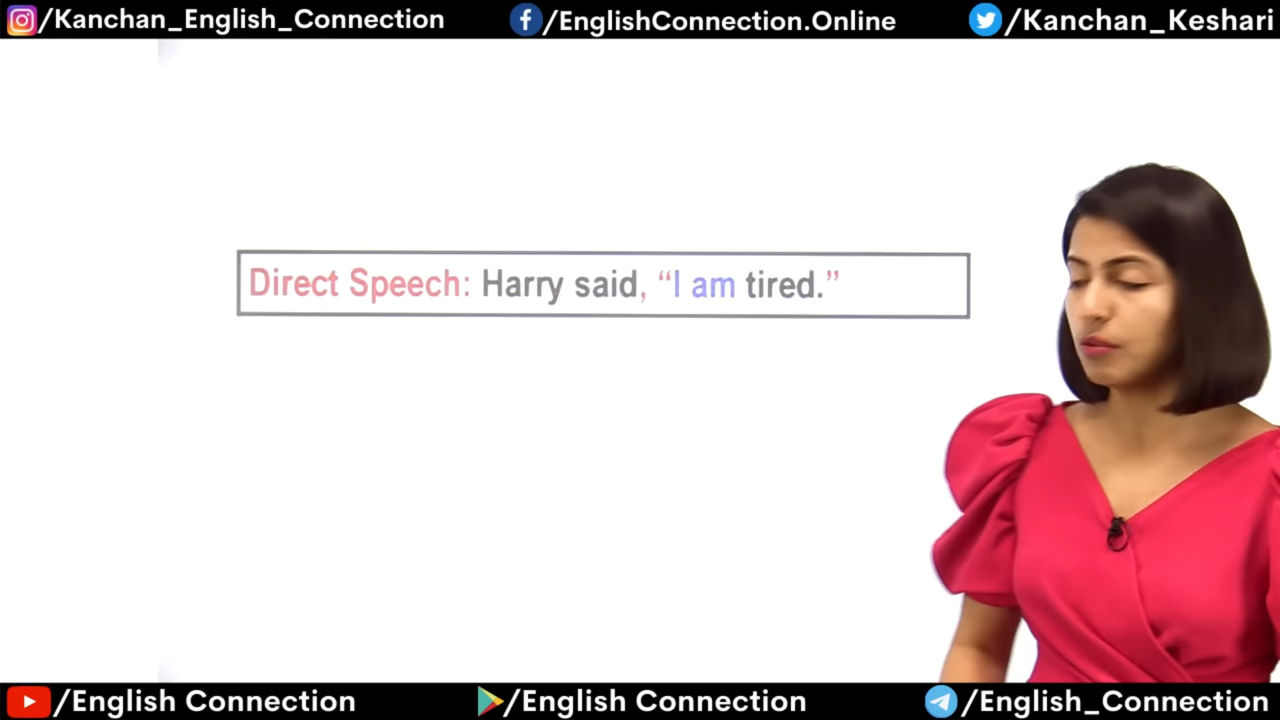 /Kanchan_English_Connection /EnglishConnection.Online /Kanchan_Keshari
Direct Speech: Harry said, “I am tired.”
/English Connection /English Connection /English_Connection